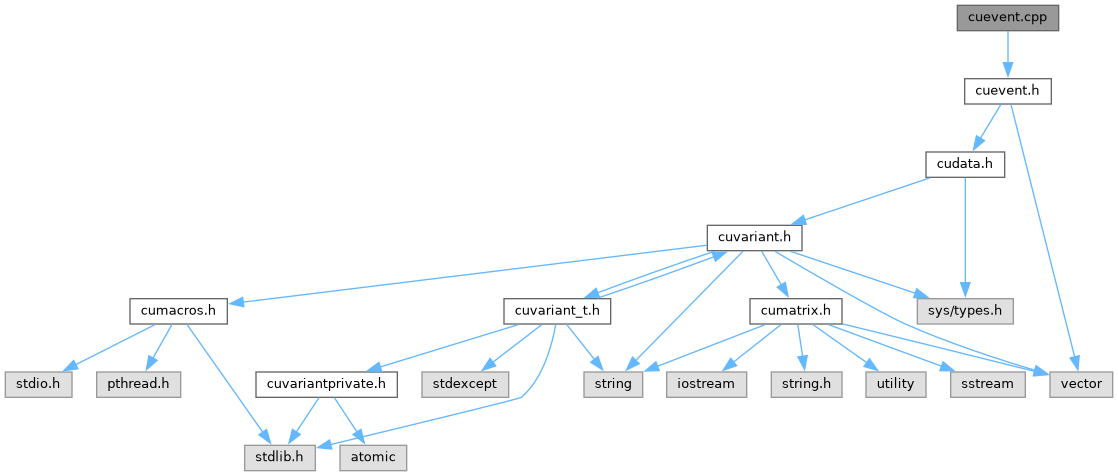 cuevent.cpp
cuevent.h
cudata.h
cuvariant.h
cumacros.h
cuvariant_t.h
cumatrix.h
sys/types.h
stdio.h
pthread.h
cuvariantprivate.h
stdexcept
string
iostream
string.h
utility
sstream
vector
stdlib.h
atomic